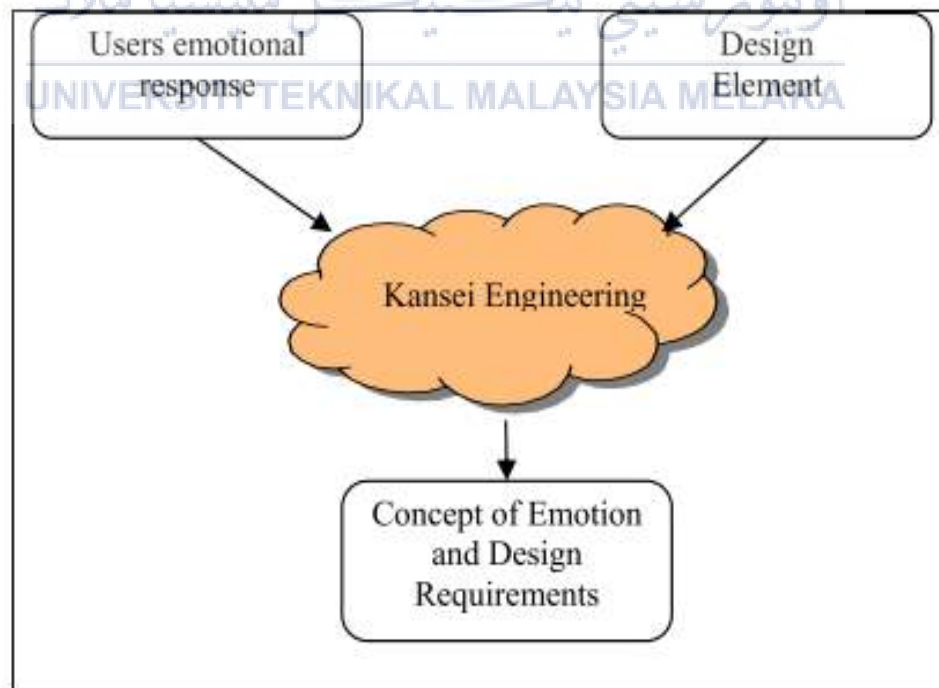 Users emotional
response
Design
Element
UNIVERSITI TEKNIKAL MALAYSIA MELAKA
Kansei Engineering
Concept of Emotion
and Design
Requirements